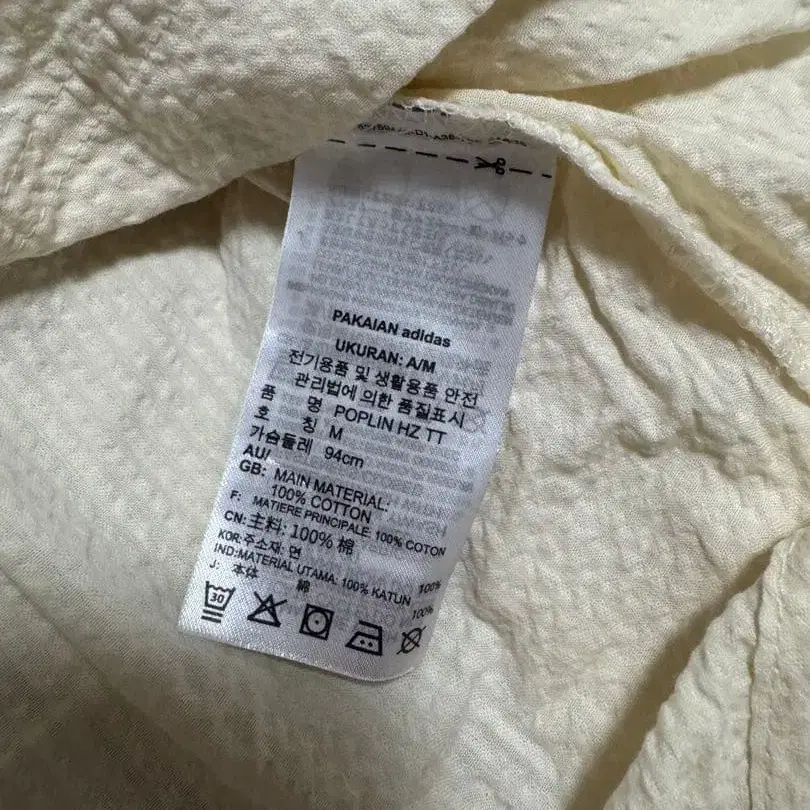 PAKAIAN adidas
UKURAN: A/M
전기용품 및 생활용품 안전
관리법에 의한 품질표시
품 명 POPLIN HZ TT
호 칭 M
가슴둘레 94cm
AU/
GB: MAIN MATERIAL:
100% COTTON
F: MATIERE PRINCIPALE: 100% COTON
CN: 主料: 100% 棉
KOR: 주소재: 면 100%
IND: MATERIAL UTAMA: 100% KATUN
J: 本体 綿 100%
30